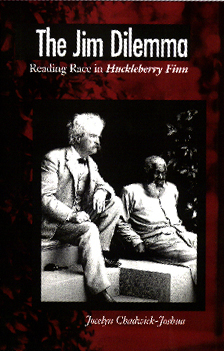 The Jim Dilemma
Reading Race in Huckleberry Finn
Jocelyn Chadwick-Joshua